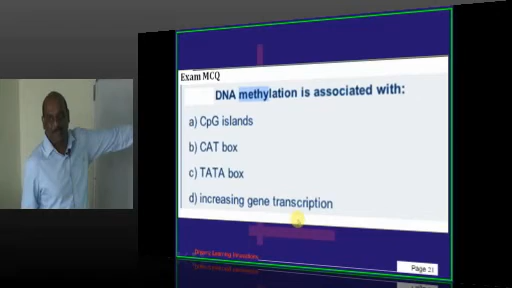 Exam MCQ
DNA methylation is associated with:
a) CpG islands
b) CAT box
c) TATA box
d) increasing gene transcription
Page 21